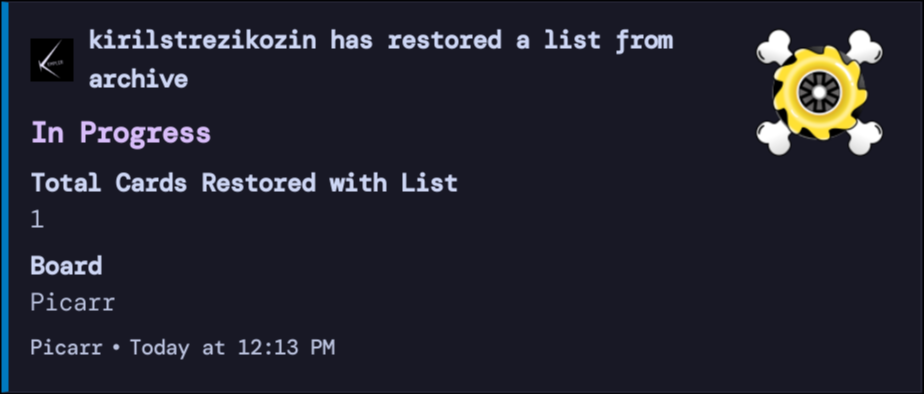 kirilstrezikozin has restored a list from
archive
In Progress
Total Cards Restored with List
1
Board
Picarr
Picarr • Today at 12:13 PM